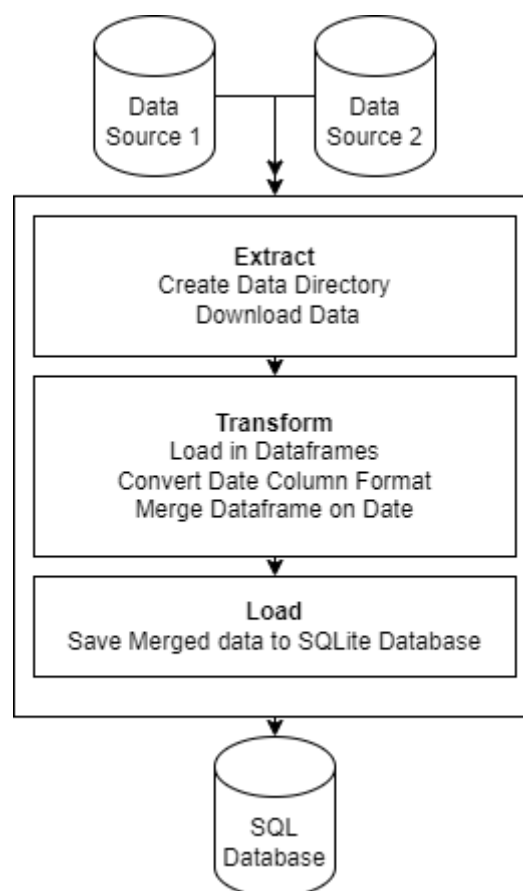 Data
Source 1
Data
Source 2
Extract
Create Data Directory
Download Data
Transform
Load in Dataframes
Convert Date Column Format
Merge Dataframe on Date
Load
Save Merged data to SQLite Database
SQL
Database